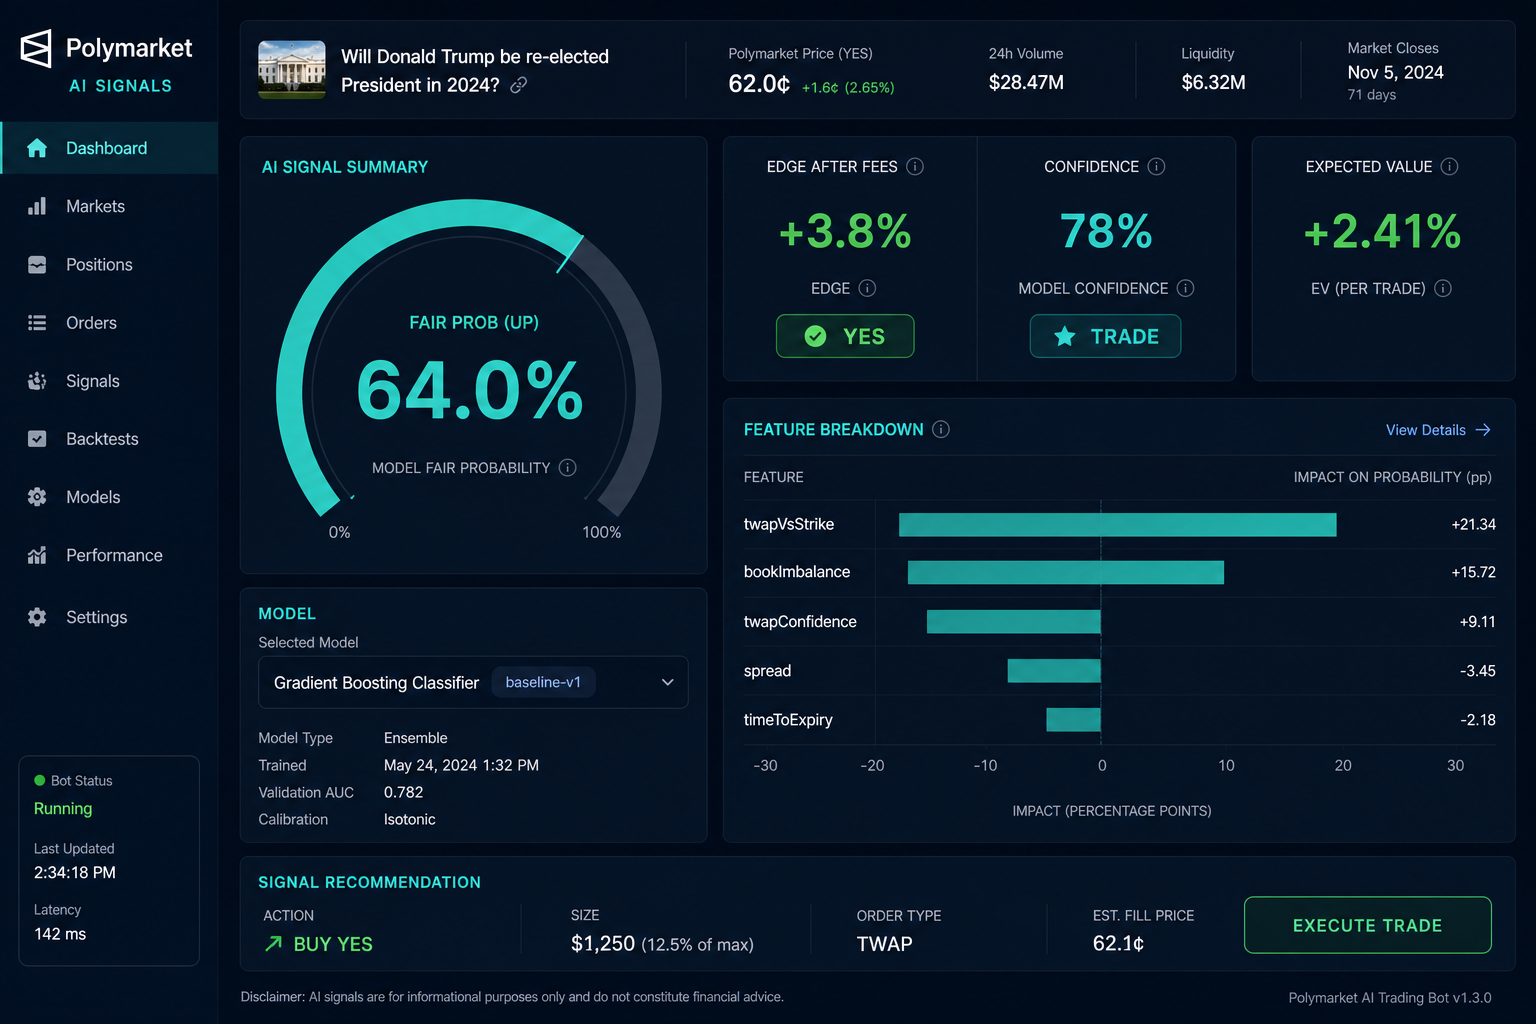 Polymarket
AI SIGNALS
Dashboard
Markets
Positions
Orders
Signals
Backtests
Models
Performance
Settings
Bot Status
Running
Last Updated
2:34:18 PM
Latency
142 ms
Will Donald Trump be re-elected
President in 2024?
Polymarket Price (YES)
62.0¢ +1.6¢ (2.65%)
24h Volume
$28.47M
Liquidity
$6.32M
Market Closes
Nov 5, 2024
71 days
AI SIGNAL SUMMARY
FAIR PROB (UP)
64.0%
MODEL FAIR PROBABILITY
0%
100%
EDGE AFTER FEES
+3.8%
EDGE
YES
CONFIDENCE
78%
MODEL CONFIDENCE
TRADE
EXPECTED VALUE
+2.41%
EV (PER TRADE)
MODEL
Selected Model
Gradient Boosting Classifier baseline-v1
Model Type Ensemble
Trained May 24, 2024 1:32 PM
Validation AUC 0.782
Calibration Isotonic
FEATURE BREAKDOWN
View Details
FEATURE IMPACT ON PROBABILITY (pp)
twapVsStrike +21.34
bookImbalance +15.72
twapConfidence +9.11
spread -3.45
timeToExpiry -2.18
-30 -20 -10 0 10 20 30
IMPACT (PERCENTAGE POINTS)
SIGNAL RECOMMENDATION
ACTION
BUY YES
SIZE
$1,250 (12.5% of max)
ORDER TYPE
TWAP
EST. FILL PRICE
62.1¢
EXECUTE TRADE
Disclaimer: AI signals are for informational purposes only and do not constitute financial advice.
Polymarket AI Trading Bot v1.3.0